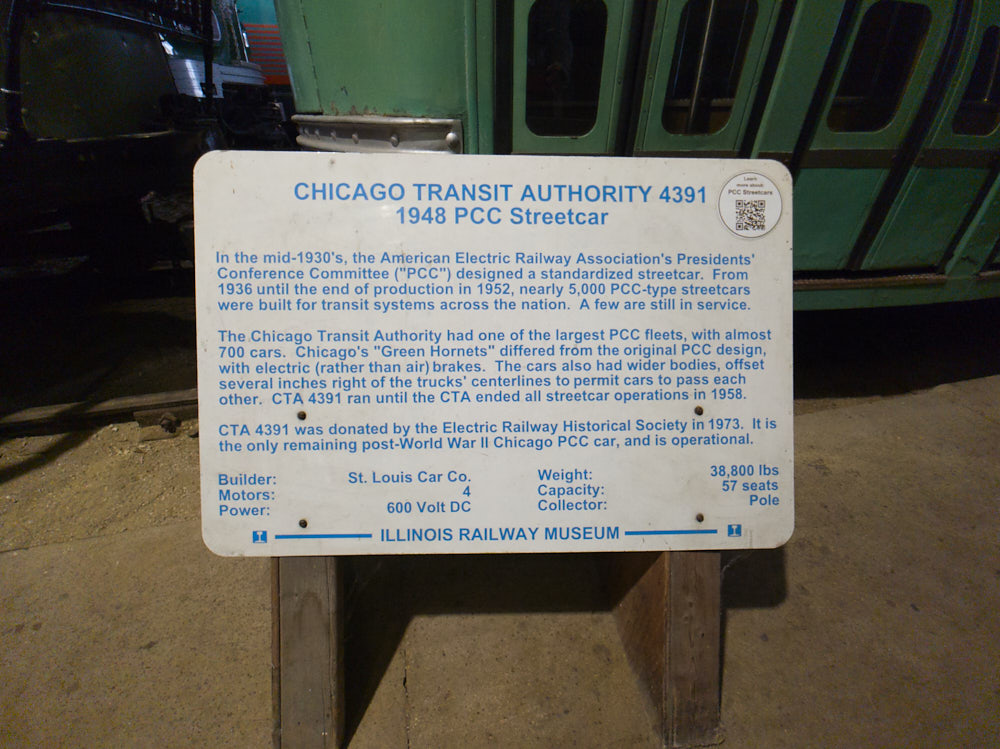 CHICAGO TRANSIT AUTHORITY 4391
1948 PCC Streetcar
Learn
more about:
PCC Streetcars
In the mid-1930's, the American Electric Railway Association's Presidents'
Conference Committee ("PCC") designed a standardized streetcar. From
1936 until the end of production in 1952, nearly 5,000 PCC-type streetcars
were built for transit systems across the nation. A few are still in service.
The Chicago Transit Authority had one of the largest PCC fleets, with almost
700 cars. Chicago's "Green Hornets" differed from the original PCC design,
with electric (rather than air) brakes. The cars also had wider bodies, offset
several inches right of the trucks' centerlines to permit cars to pass each
other. CTA 4391 ran until the CTA ended all streetcar operations in 1958.
CTA 4391 was donated by the Electric Railway Historical Society in 1973. It is
the only remaining post-World War II Chicago PCC car, and is operational.
Builder: St. Louis Car Co.
Motors: 4
Power: 600 Volt DC
Weight: 38,800 lbs
Capacity: 57 seats
Collector: Pole
ILLINOIS RAILWAY MUSEUM